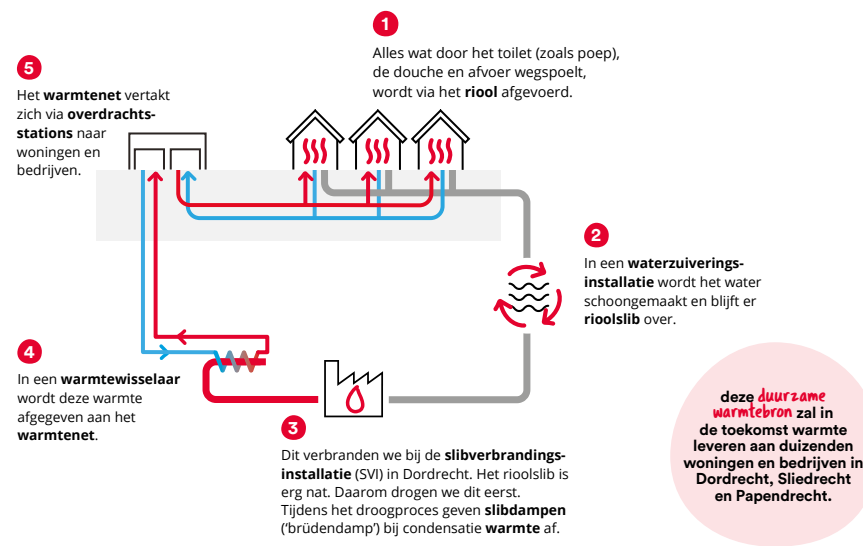 1
Alles wat door het toilet (zoals poep),
de douche en afvoer wegspoelt,
wordt via het riool afgevoerd.
2
In een waterzuiverings-
installatie wordt het water
schoongemaakt en blijft er
rioolslib over.
3
Dit verbranden we bij de slibverbrandings-
installatie (SVI) in Dordrecht. Het rioolslib is
erg nat. Daarom drogen we dit eerst.
Tijdens het droogproces geven slibdampen
(‘brüdendamp’) bij condensatie warmte af.
4
In een warmtewisselaar
wordt deze warmte
afgegeven aan het
warmtenet.
5
Het warmtenet vertakt
zich via overdrachts-
stations naar
woningen en
bedrijven.
deze duurzame
warmtebron zal in
de toekomst warmte
leveren aan duizenden
woningen en bedrijven in
Dordrecht, Sliedrecht
en Papendrecht.